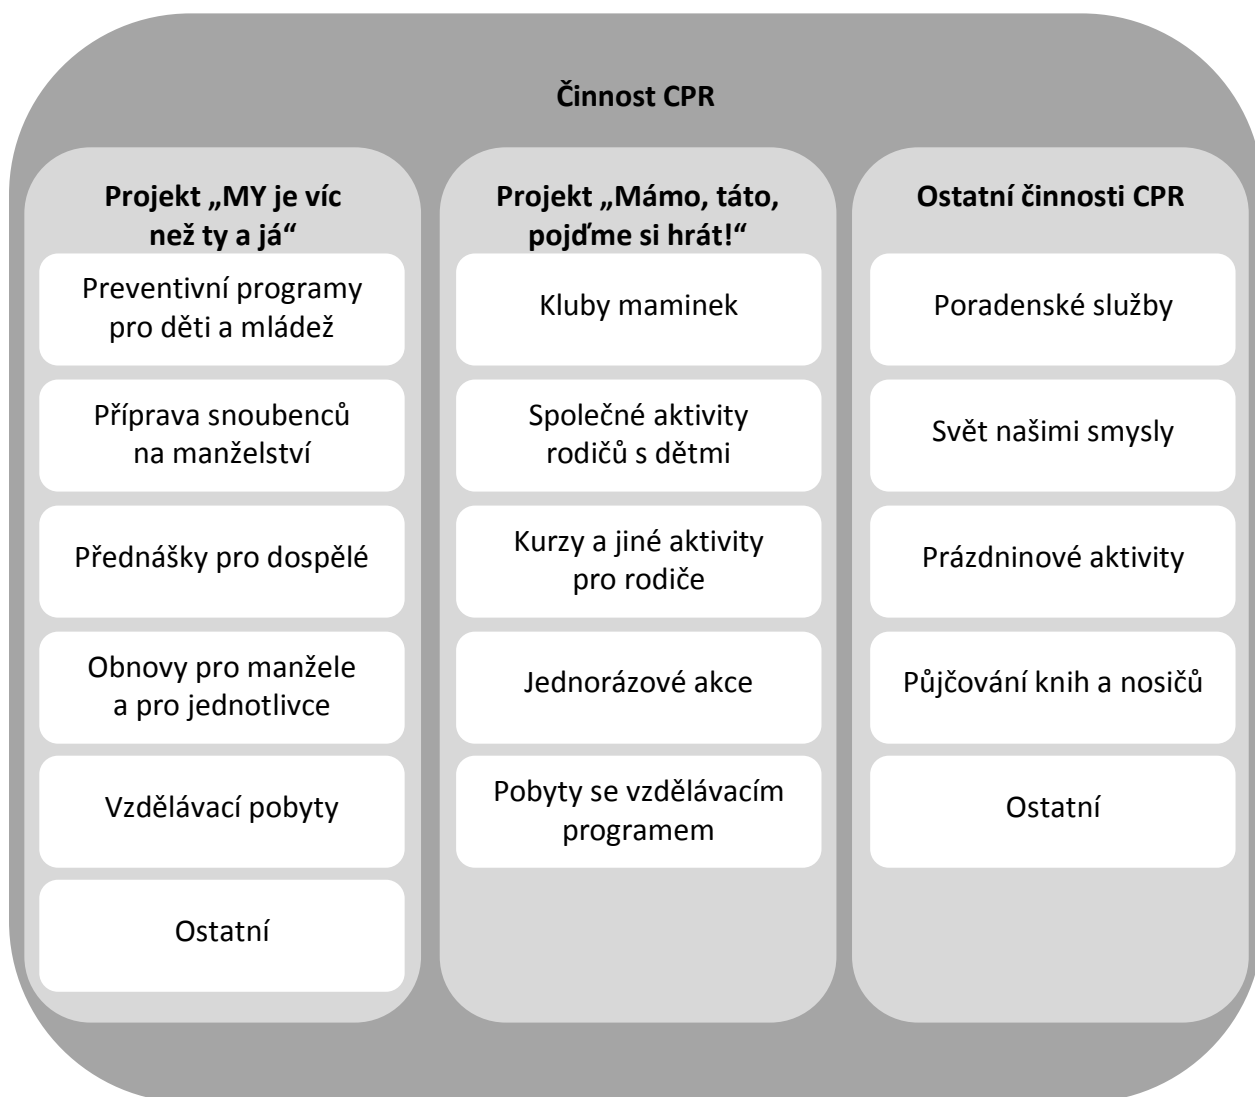 Činnost CPR
Projekt „MY je víc
než ty a já“
Preventivní programy
pro děti a mládež
Příprava snoubenců
na manželství
Přednášky pro dospělé
Obnovy pro manžele
a pro jednotlivce
Vzdělávací pobyty
Ostatní
Projekt „Mámo, táto,
pojďme si hrát!“
Kluby maminek
Společné aktivity
rodičů s dětmi
Kurzy a jiné aktivity
pro rodiče
Jednorázové akce
Pobyty se vzdělávacím
programem
Ostatní činnosti CPR
Poradenské služby
Svět našimi smysly
Prázdninové aktivity
Půjčování knih a nosičů
Ostatní